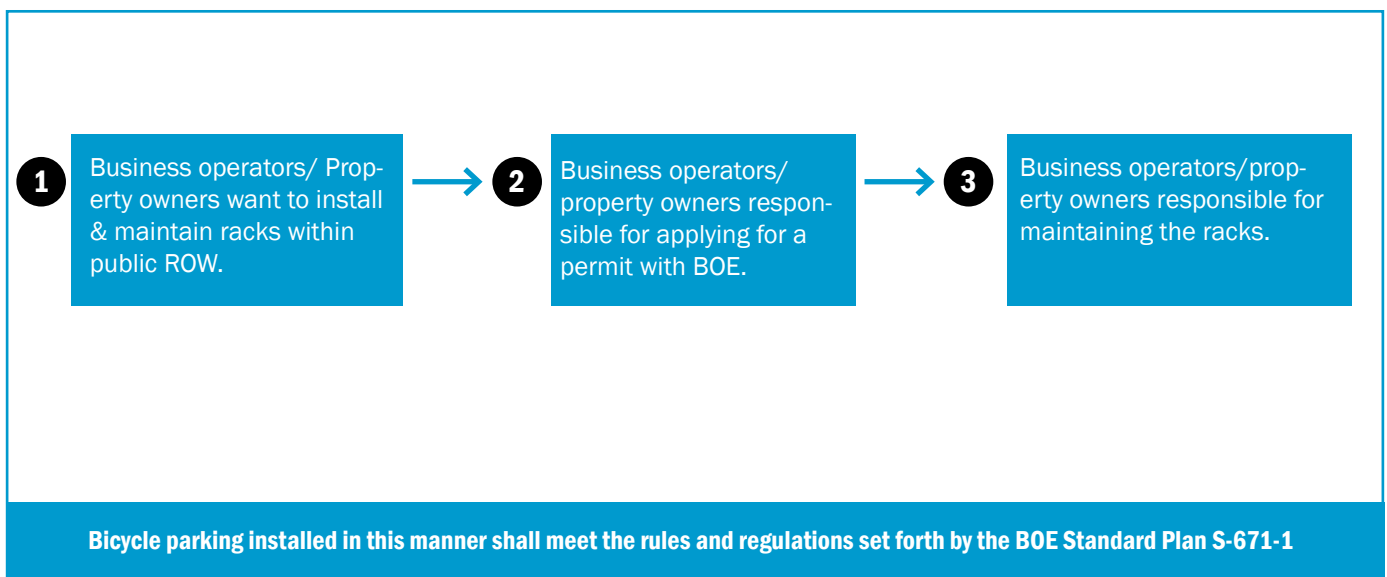 1
Business operators/ Prop-
erty owners want to install
& maintain racks within
public ROW.
2
Business operators/
property owners respon-
sible for applying for a
permit with BOE.
3
Business operators/prop-
erty owners responsible for
maintaining the racks.
Bicycle parking installed in this manner shall meet the rules and regulations set forth by the BOE Standard Plan S-671-1